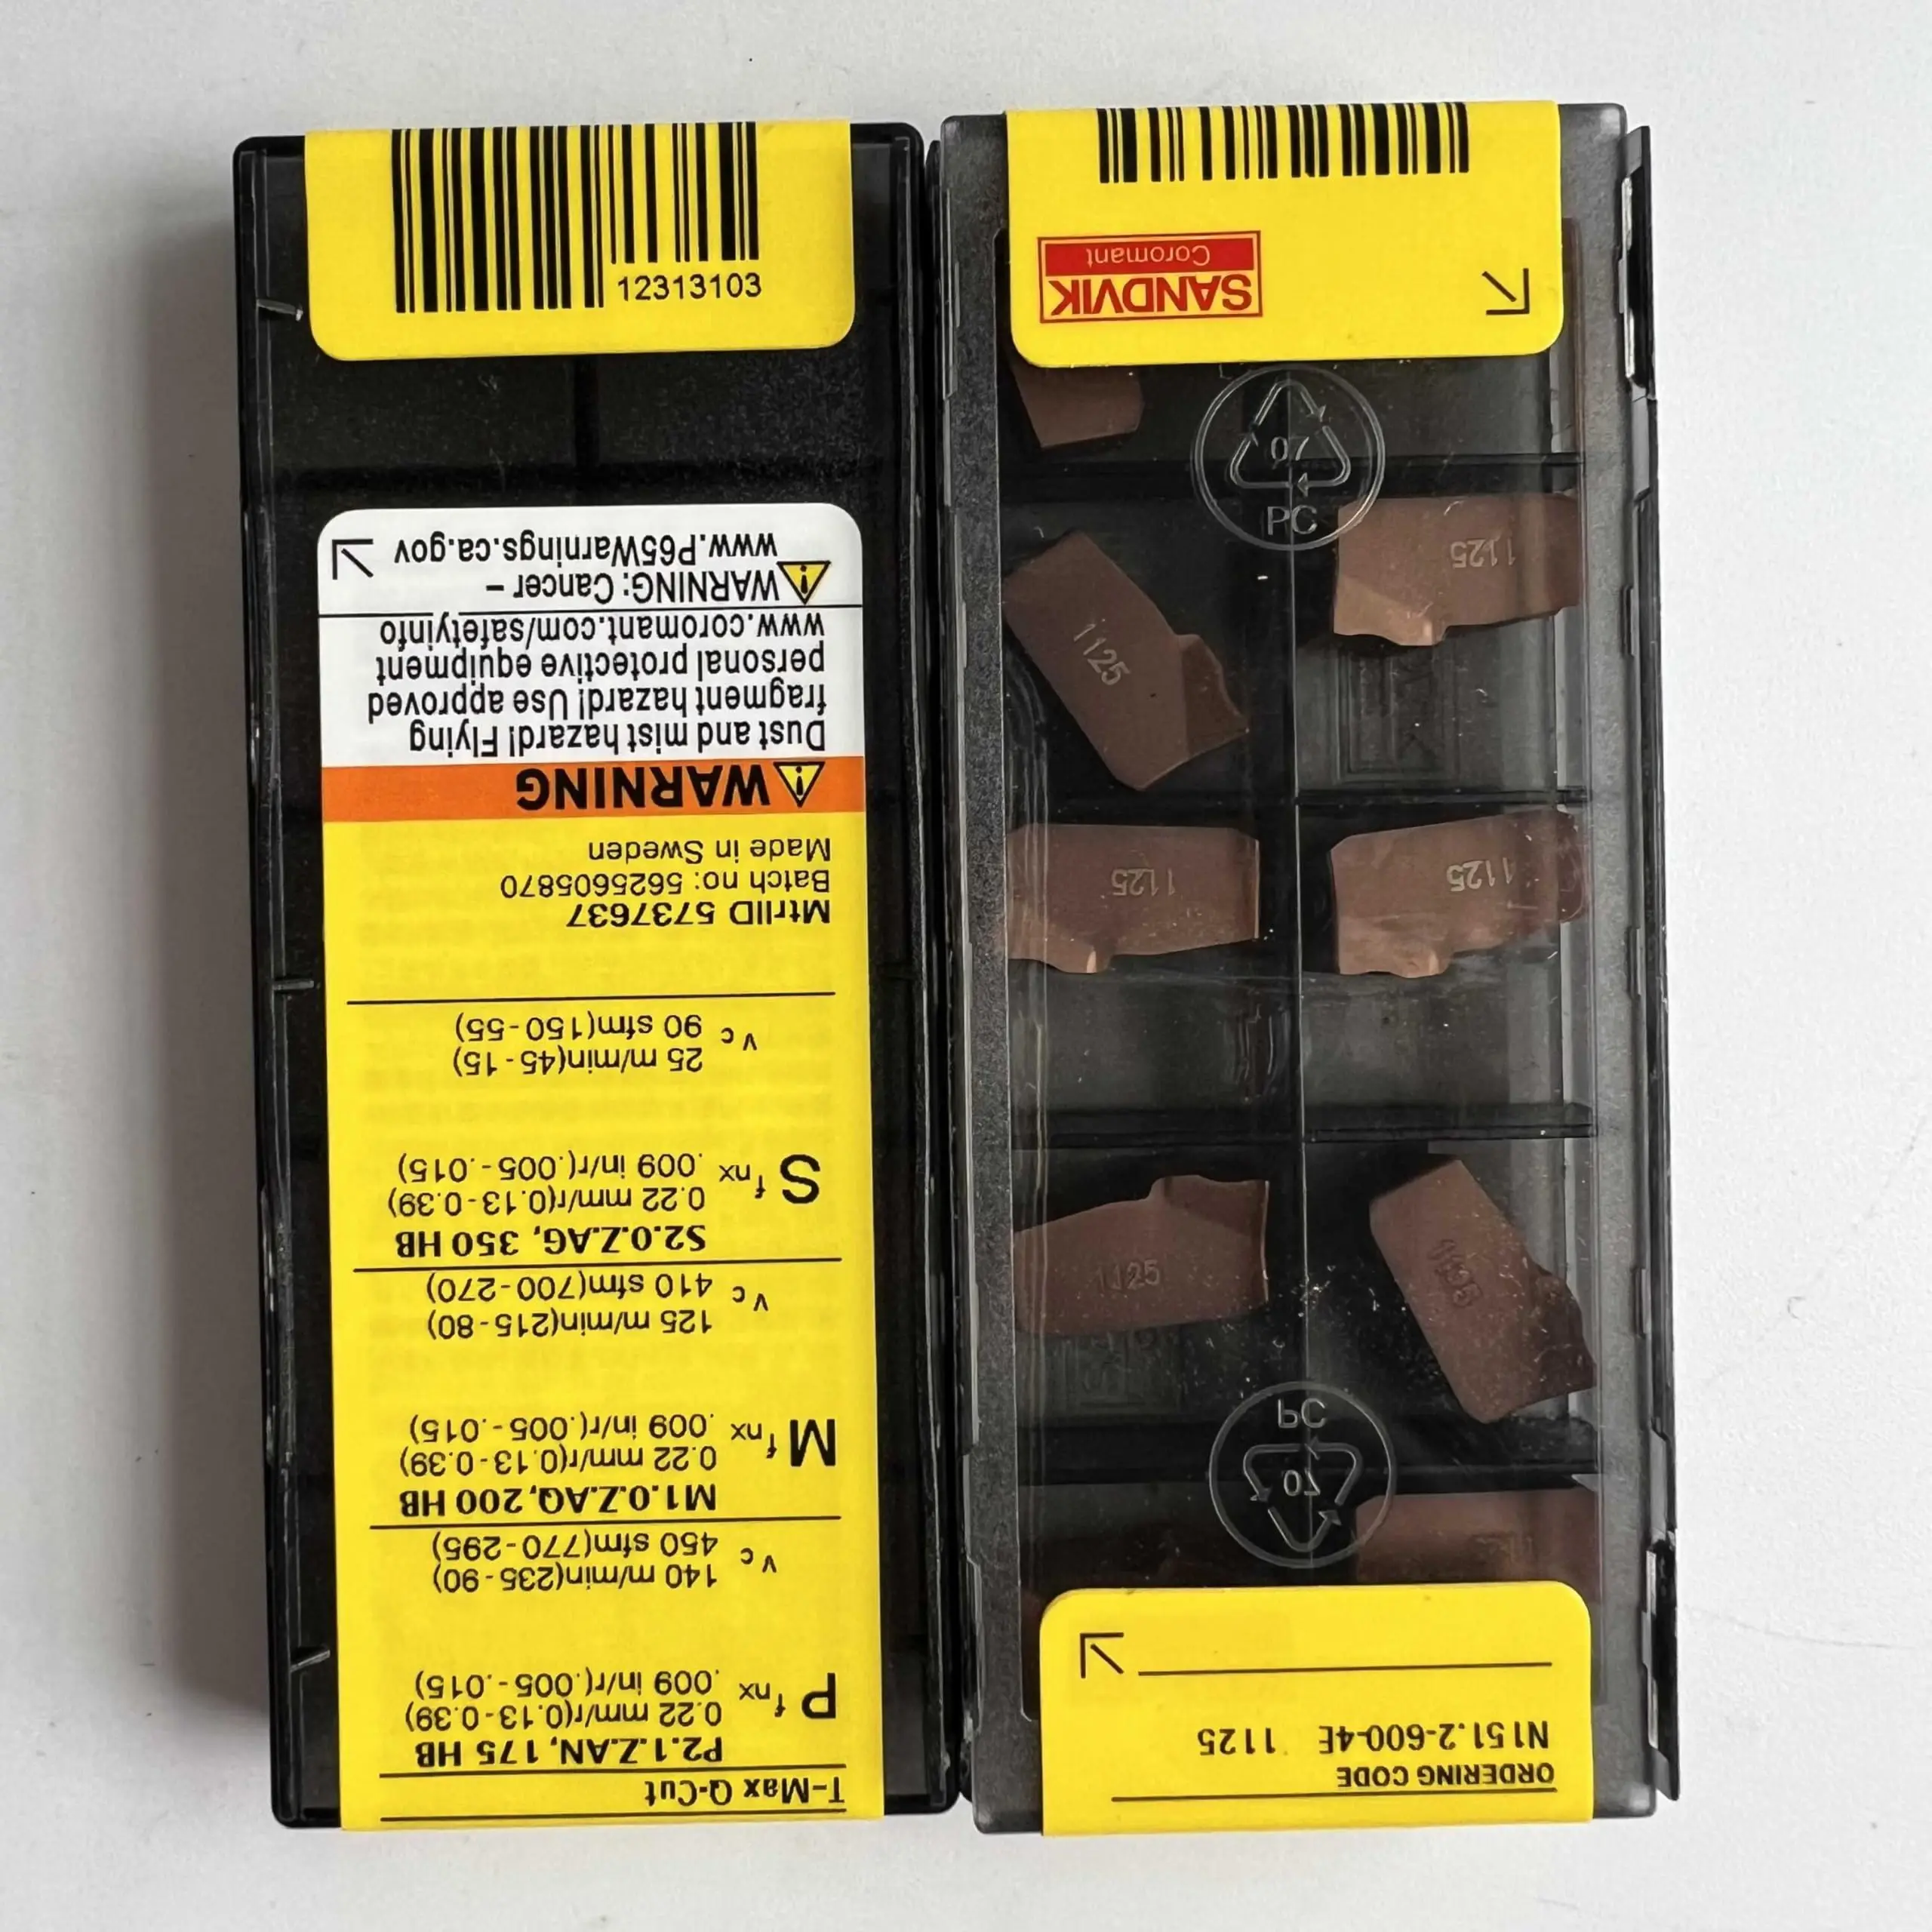 12313103
T-Max Q-Cut
P2.1.Z.AN, 175 HB
P fnx 0.22 mm/r(0.13-0.39)
.009 in/r(.005-.015)
vc 140 m/min(235-90)
450 sfm(770-295)
M1.0.Z.AQ,200 HB
M fnx 0.22 mm/r(0.13-0.39)
.009 in/r(.005-.015)
vc 125 m/min(215-80)
410 sfm(700-270)
S2.0.Z.AG, 350 HB
S fnx 0.22 mm/r(0.13-0.39)
.009 in/r(.005-.015)
vc 25 m/min(45-15)
90 sfm(150-55)
MtrlID 5737637
Batch no: 5625605870
Made in Sweden
WARNING
Dust and mist hazard! Flying
fragment hazard! Use approved
personal protective equipment
www.coromant.com/safetyinfo
WARNING: Cancer –
www.P65Warnings.ca.gov
ORDERING CODE
N151.2-600-4E 1125
07
PC
1125
1125
1125
1125
1125
1125
07
PC
SANDVIK
Coromant